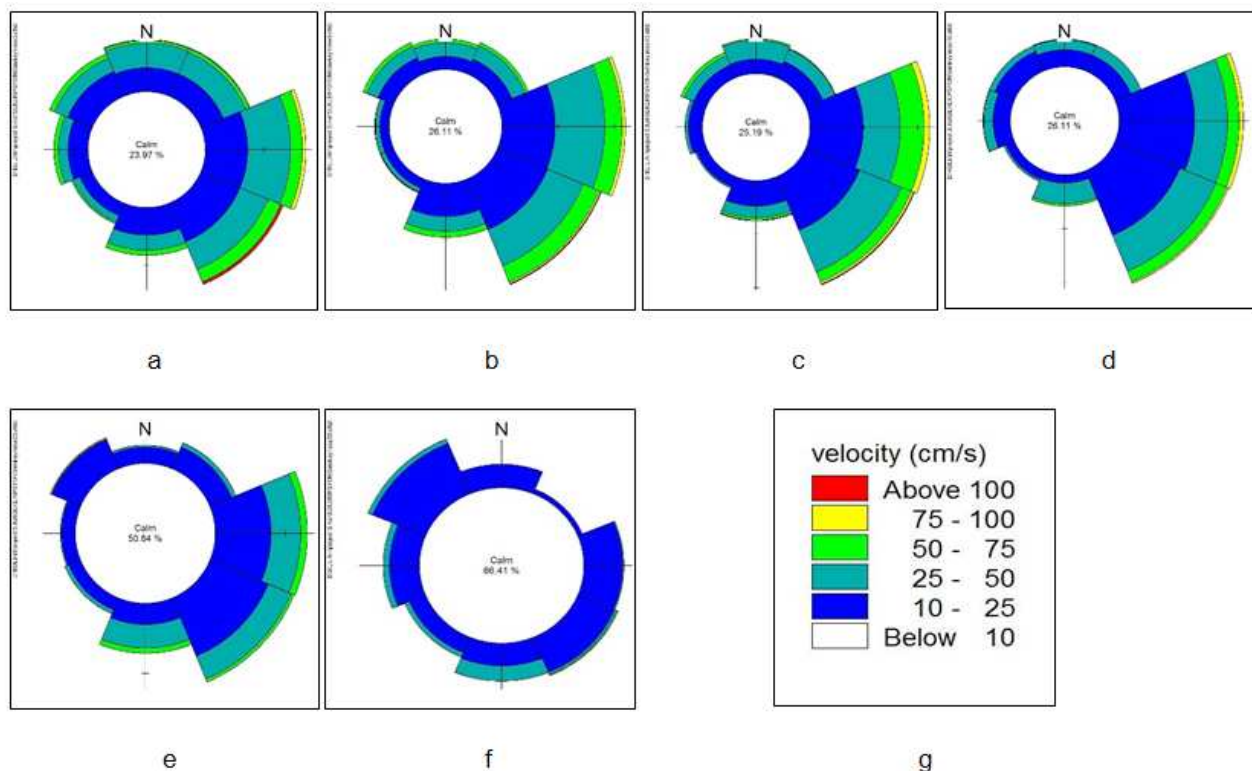 N
Calm
23.97 %
N
Calm
26.11 %
N
Calm
25.19 %
N
Calm
26.11 %
a
b
c
d
N
Calm
50.84 %
N
Calm
66.41 %
velocity (cm/s)
Above 100
75 - 100
50 - 75
25 - 50
10 - 25
Below 10
e
f
g